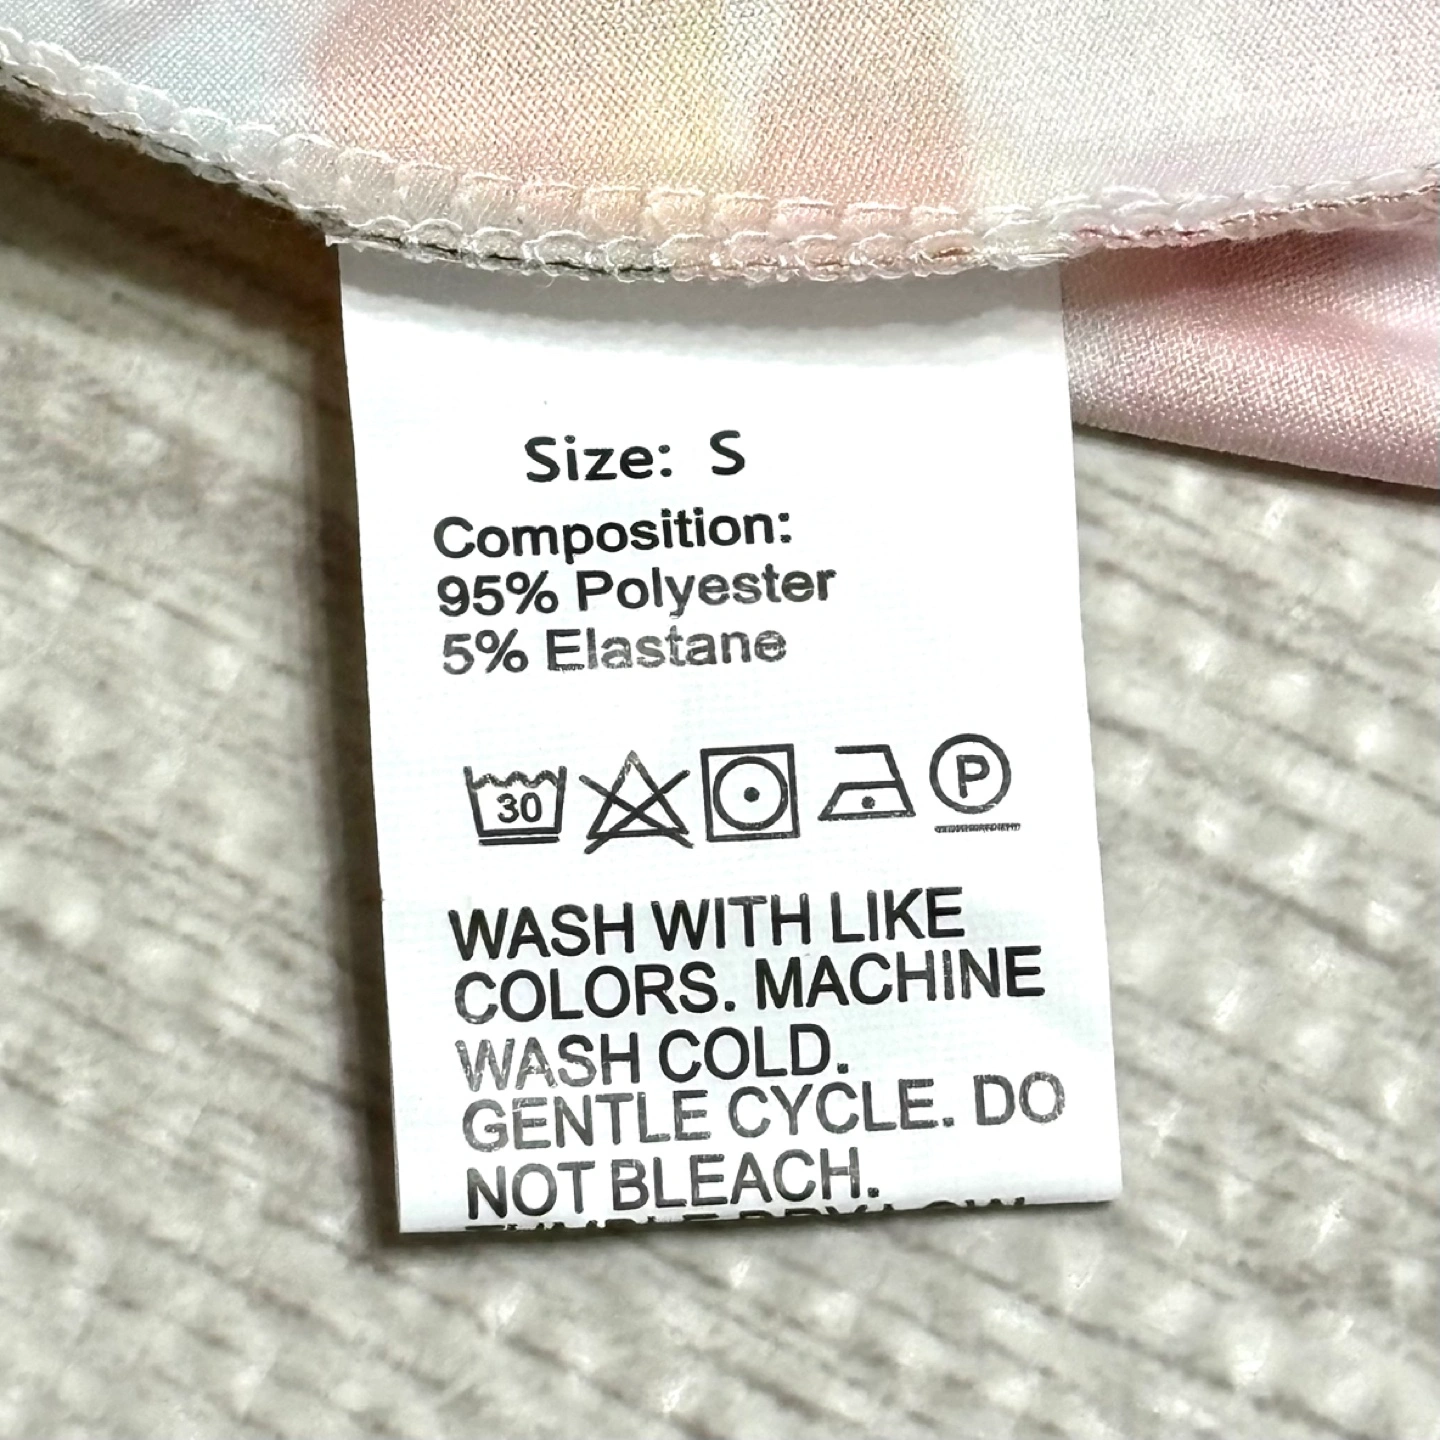 Size: S
Composition:
95% Polyester
5% Elastane
30
P
WASH WITH LIKE
COLORS. MACHINE
WASH COLD.
GENTLE CYCLE. DO
NOT BLEACH.